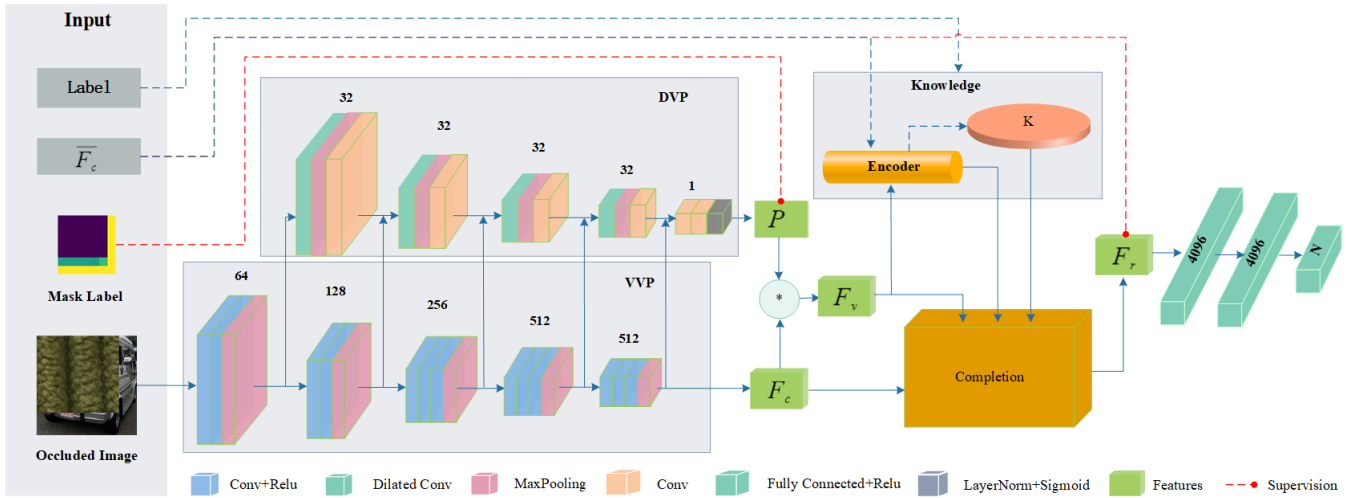 Input
Label
F̅c
Mask Label
Occluded Image
DVP
32
32
32
32
1
VVP
64
128
256
512
512
P
*
Fv
Fc
Knowledge
K
Encoder
Completion
Fr
4096
4096
N
Conv+Relu
Dilated Conv
MaxPooling
Conv
Fully Connected+Relu
LayerNorm+Sigmoid
Features
Supervision